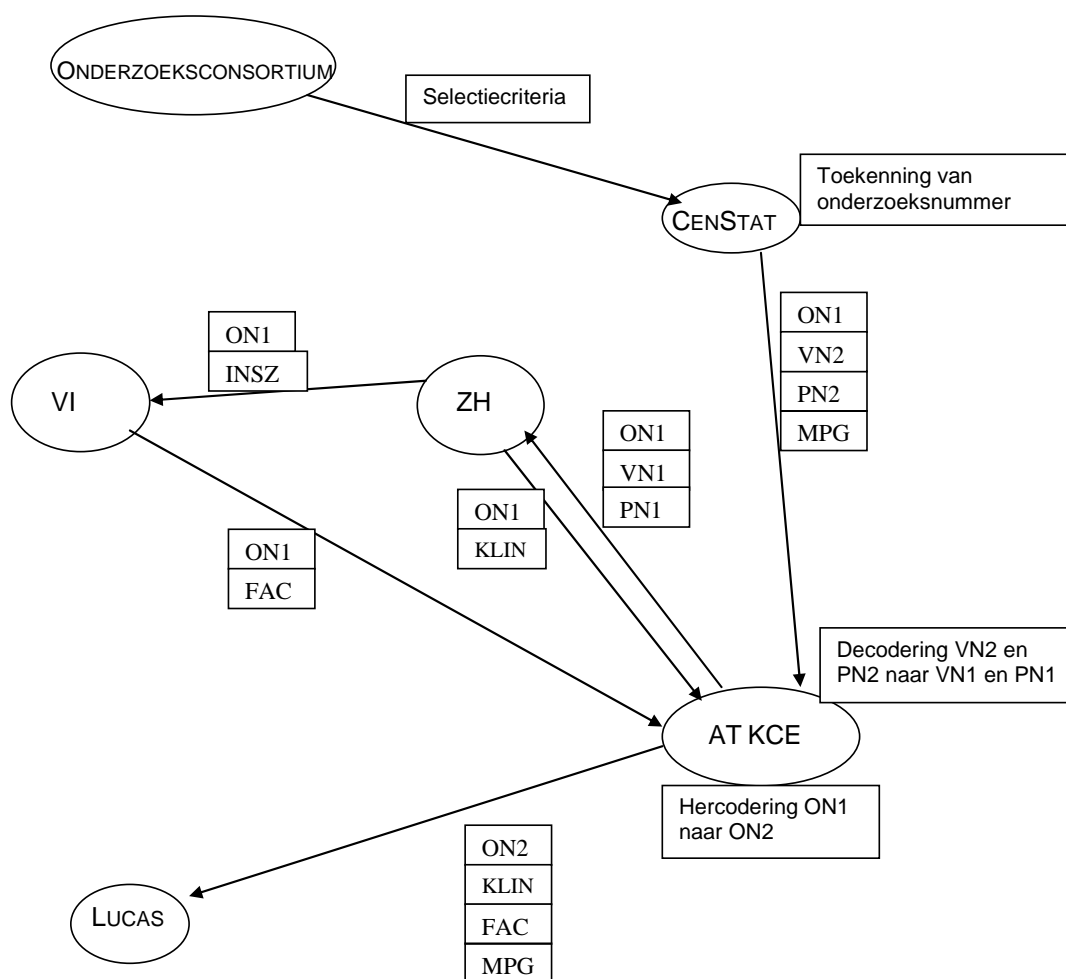 ONDERZOEKSCONSORTIUM
Selectiecriteria
Toekenning van
onderzoeksnummer
CENSTAT
ON1
VN2
PN2
MPG
ON1
INSZ
VI
ZH
ON1
VN1
PN1
ON1
KLIN
ON1
FAC
Decodering VN2 en
PN2 naar VN1 en PN1
AT KCE
Hercodering ON1
naar ON2
ON2
KLIN
FAC
MPG
LUCAS